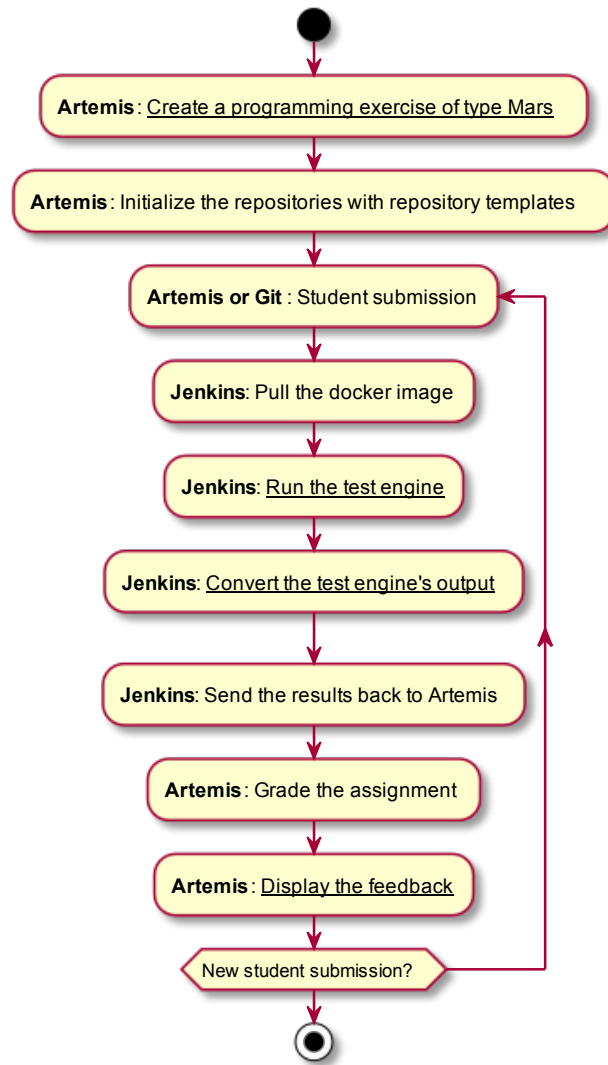 Artemis: Create a programming exercise of type Mars
Artemis: Initialize the repositories with repository templates
Artemis or Git : Student submission
Jenkins: Pull the docker image
Jenkins: Run the test engine
Jenkins: Convert the test engine's output
Jenkins: Send the results back to Artemis
Artemis: Grade the assignment
Artemis: Display the feedback
New student submission?